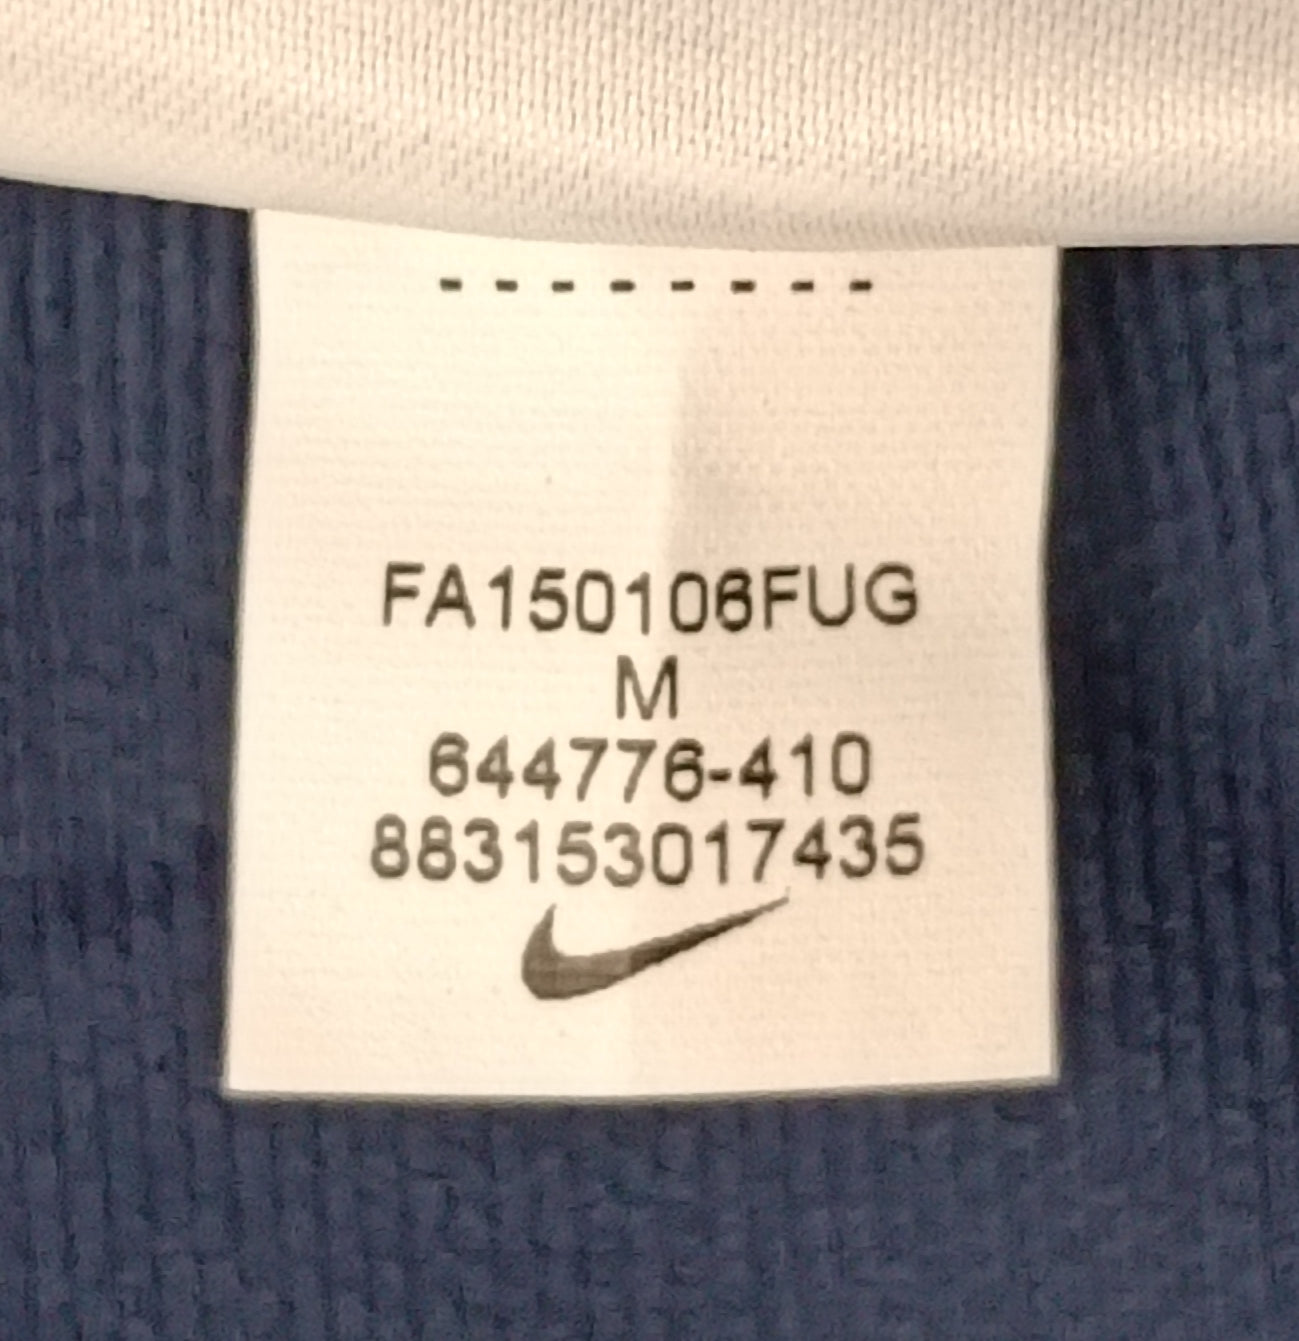 - - - - - - - -
FA150106FUG
M
644776-410
883153017435